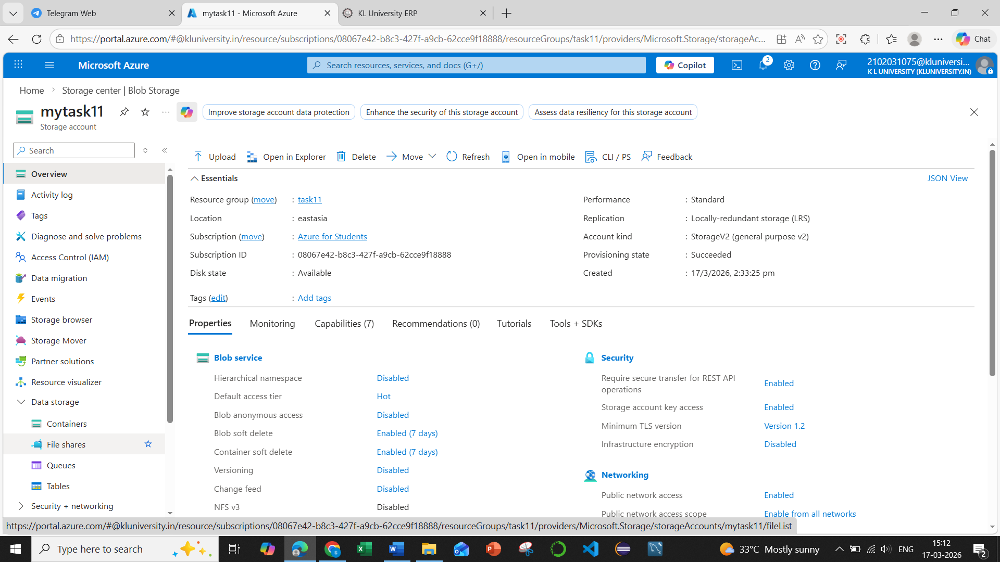 Telegram Web
mytask11 - Microsoft Azure
KL University ERP
https://portal.azure.com/#@kluniversity.in/resource/subscriptions/08067e42-b8c3-427f-a9cb-62cce9f18888/resourceGroups/task11/providers/Microsoft.Storage/storageAc...
Chat
Microsoft Azure
Search resources, services, and docs (G+/)
Copilot
2
2102031075@kluniversi...
K L UNIVERSITY (KLUNIVERSITY.IN)
Home > Storage center | Blob Storage
mytask11
Storage account
Improve storage account data protection
Enhance the security of this storage account
Assess data resiliency for this storage account
Search
Overview
Activity log
Tags
Diagnose and solve problems
Access Control (IAM)
Data migration
Events
Storage browser
Storage Mover
Partner solutions
Resource visualizer
Data storage
Containers
File shares
Queues
Tables
Security + networking
Upload
Open in Explorer
Delete
Move
Refresh
Open in mobile
CLI / PS
Feedback
Essentials
JSON View
Resource group (move) : task11
Location : eastasia
Subscription (move) : Azure for Students
Subscription ID : 08067e42-b8c3-427f-a9cb-62cce9f18888
Disk state : Available
Tags (edit) : Add tags
Performance : Standard
Replication : Locally-redundant storage (LRS)
Account kind : StorageV2 (general purpose v2)
Provisioning state : Succeeded
Created : 17/3/2026, 2:33:25 pm
Properties
Monitoring
Capabilities (7)
Recommendations (0)
Tutorials
Tools + SDKs
Blob service
Hierarchical namespace Disabled
Default access tier Hot
Blob anonymous access Disabled
Blob soft delete Enabled (7 days)
Container soft delete Enabled (7 days)
Versioning Disabled
Change feed Disabled
NFS v3 Disabled
Security
Require secure transfer for REST API
operations Enabled
Storage account key access Enabled
Minimum TLS version Version 1.2
Infrastructure encryption Disabled
Networking
Public network access Enabled
Public network access scope Enable from all networks
https://portal.azure.com/#@kluniversity.in/resource/subscriptions/08067e42-b8c3-427f-a9cb-62cce9f18888/resourceGroups/task11/providers/Microsoft.Storage/storageAccounts/mytask11/fileList
Type here to search
33°C Mostly sunny
ENG
15:12
17-03-2026
2